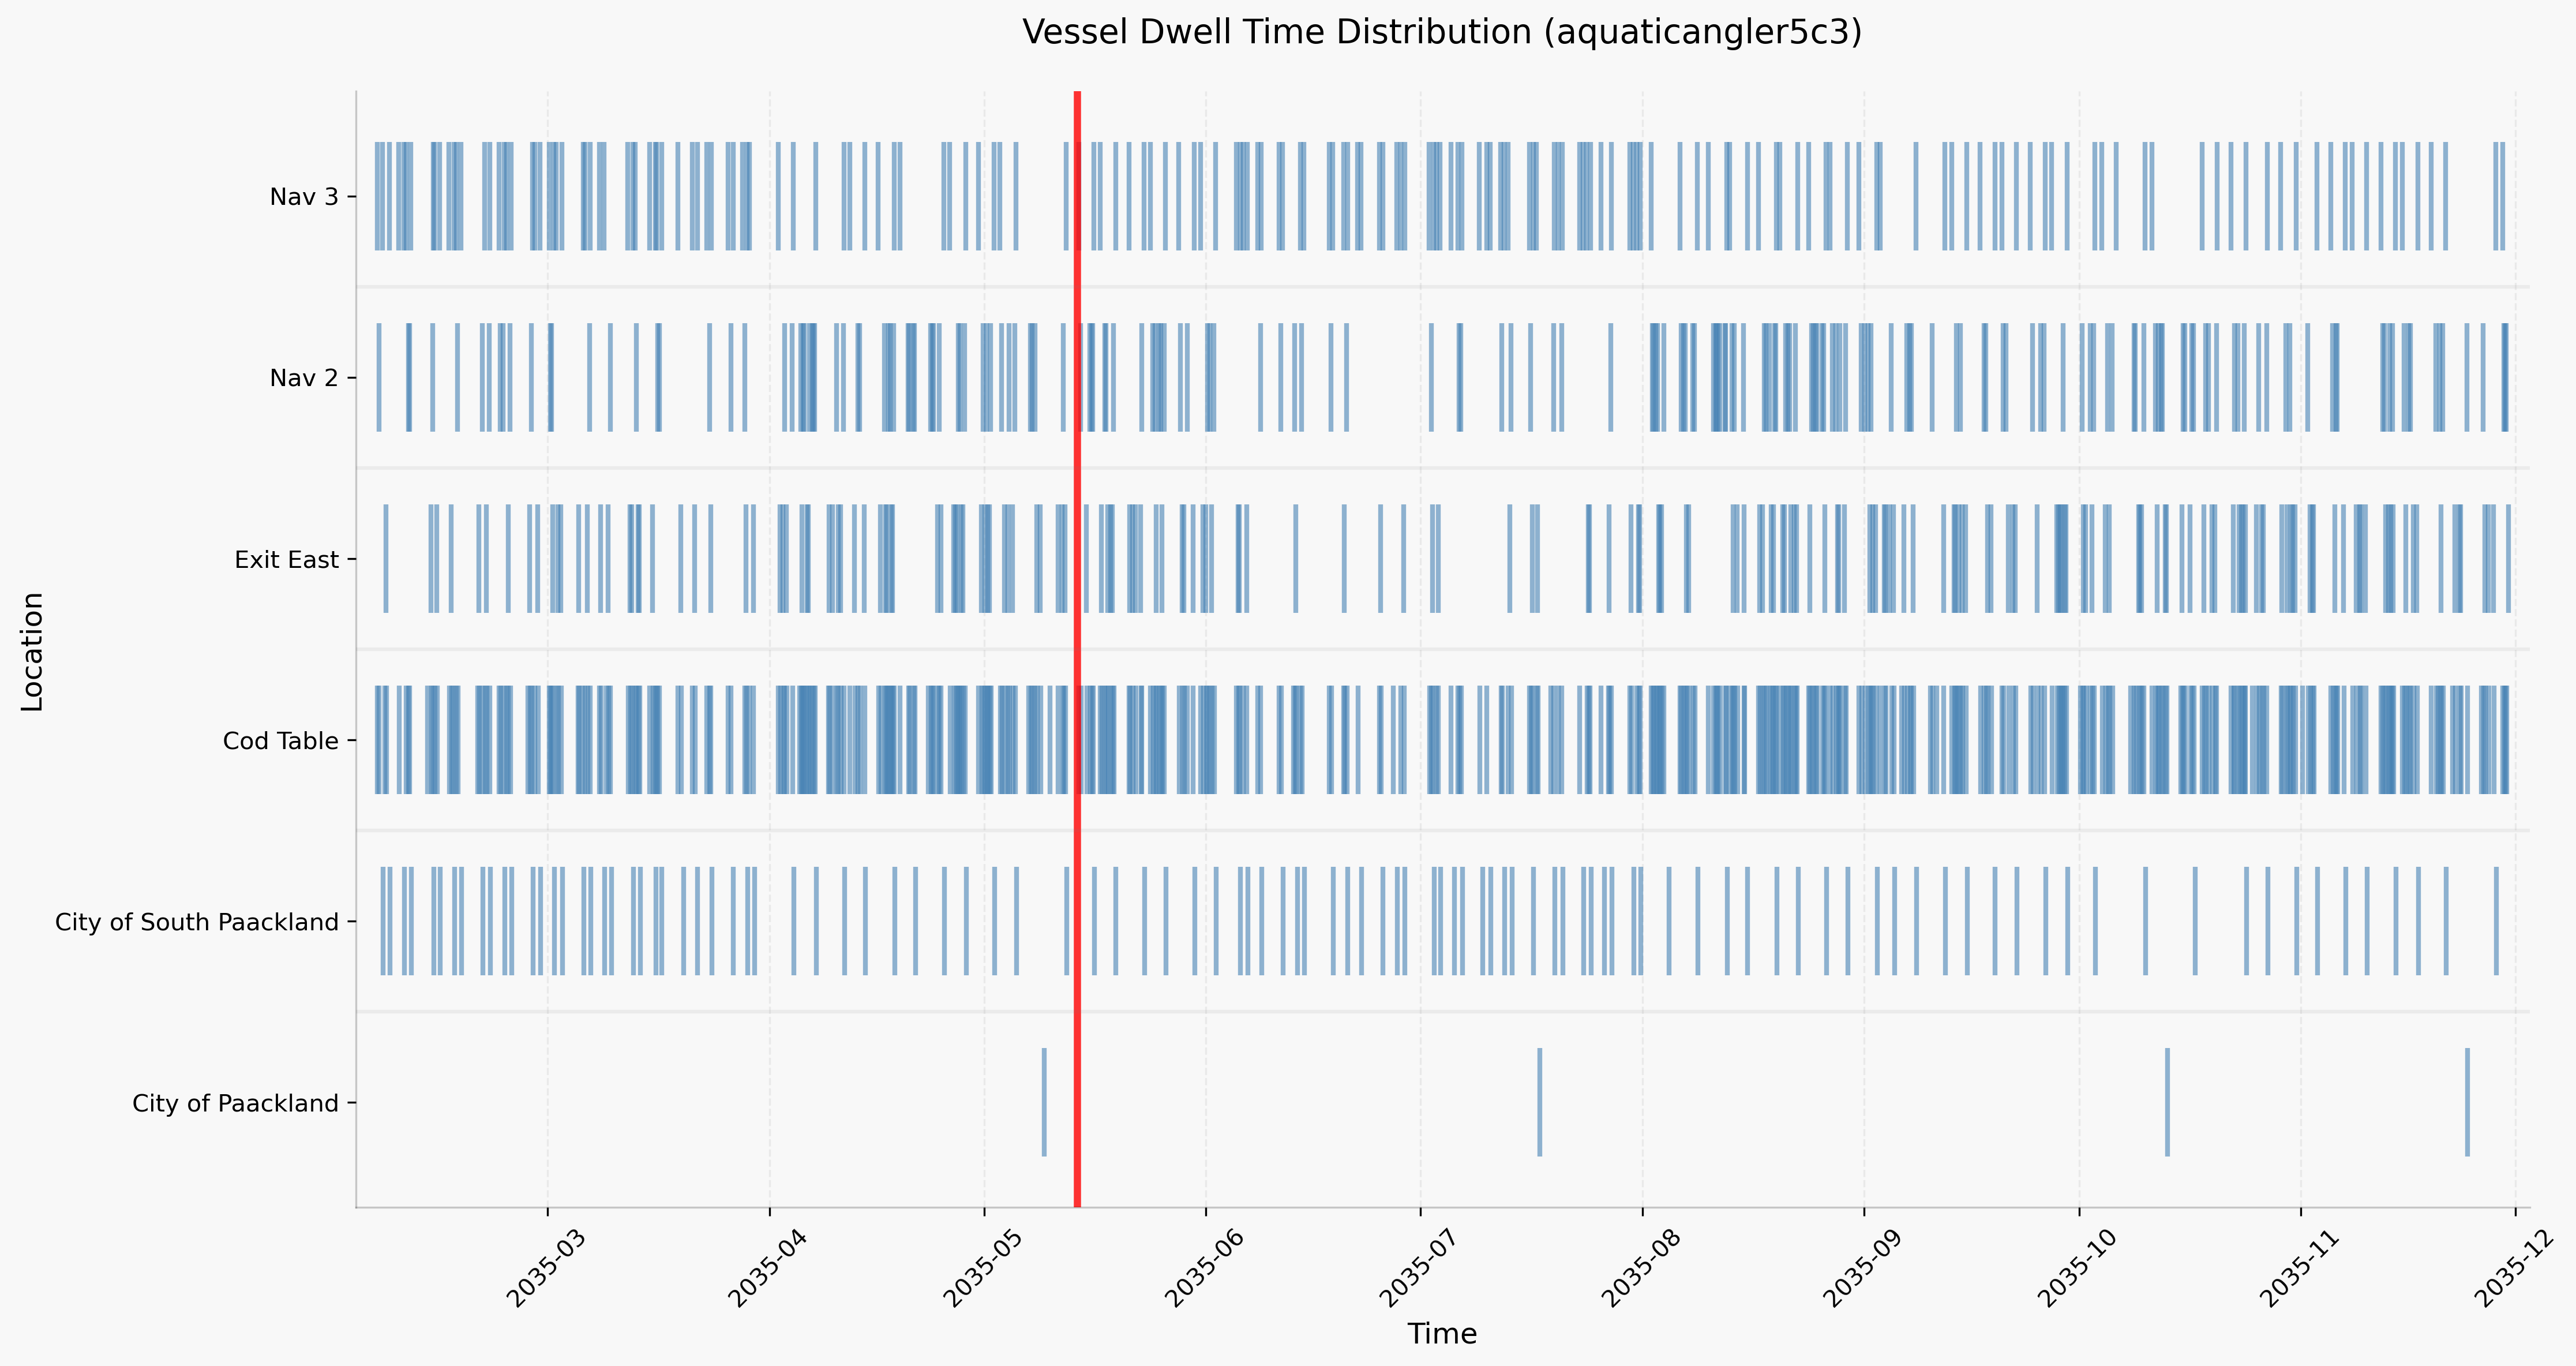 Vessel Dwell Time Distribution (aquaticangler5c3)
Location
Nav 3
Nav 2
Exit East
Cod Table
City of South Paackland
City of Paackland
2035-03
2035-04
2035-05
2035-06
2035-07
2035-08
2035-09
2035-10
2035-11
2035-12
Time